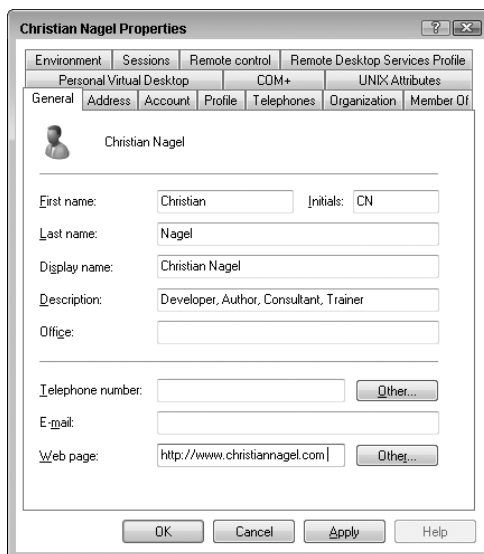 Christian Nagel Properties
Environment Sessions Remote control Remote Desktop Services Profile
Personal Virtual Desktop COM+ UNIX Attributes
General Address Account Profile Telephones Organization Member Of
Christian Nagel
First name: Christian Initials: CN
Last name: Nagel
Display name: Christian Nagel
Description: Developer, Author, Consultant, Trainer
Office:
Telephone number: Other...
E-mail:
Web page: http://www.christiannagel.com Other...
OK Cancel Apply Help